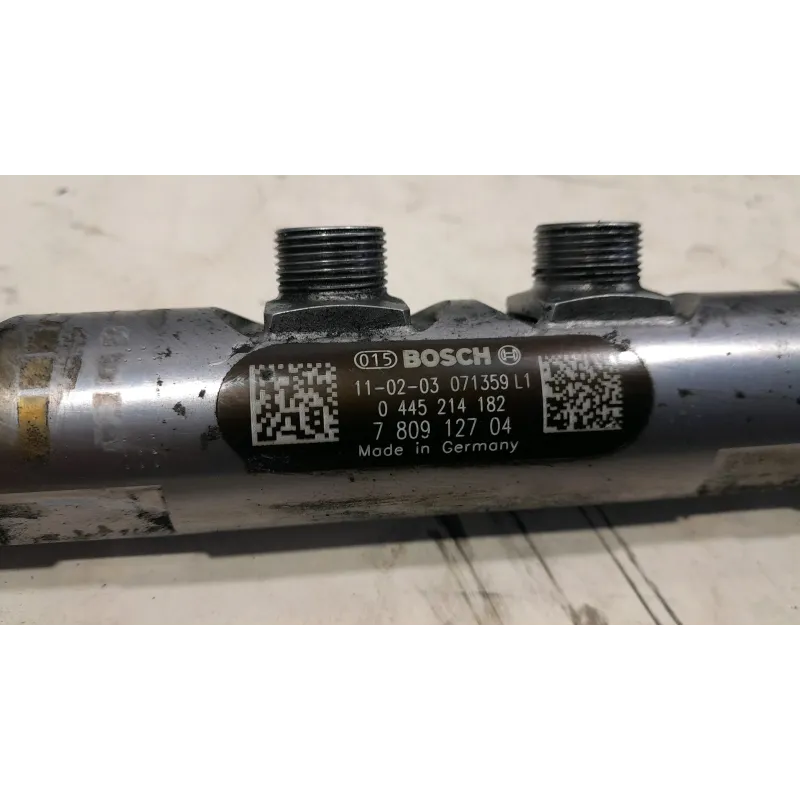 015 BOSCH
11-02-03 071359 L1
0 445 214 182
7 809 127 04
Made in Germany